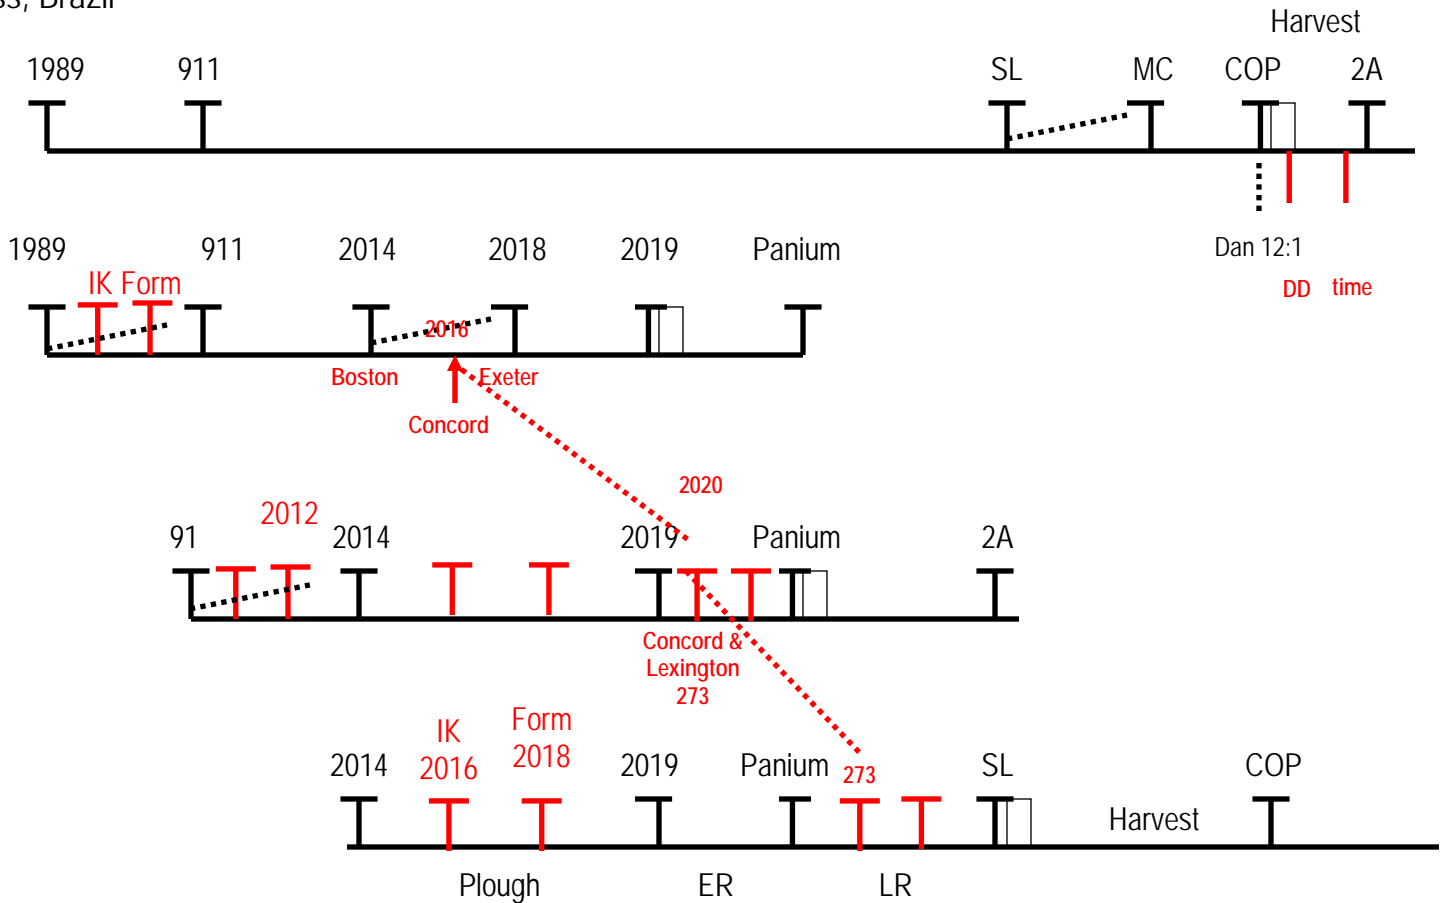 ss, Brazil
Harvest
1989 911 SL MC COP 2A
Dan 12:1
DD time
1989 911 2014 2018 2019 Panium
IK Form
2016
Boston Exeter
Concord
2020
2012
91 2014 2019 Panium 2A
Concord &
Lexington
273
Form
IK
2018
2016
2014 2019 Panium 273 SL COP
Harvest
Plough ER LR